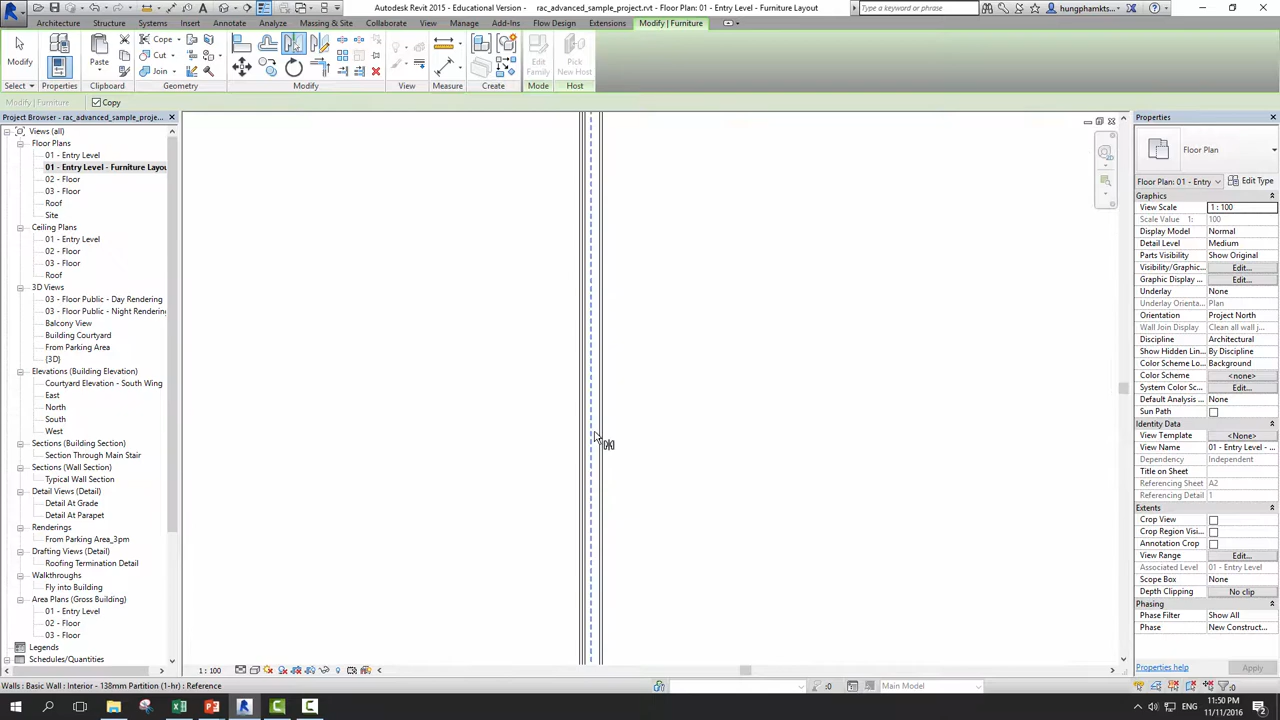 Autodesk Revit 2015 - Educational Version - rac_advanced_sample_project.rvt - Floor Plan: 01 - Entry Level - Furniture Layout
Type a keyword or phrase
hungphamkts...
Architecture Structure Systems Insert Annotate Analyze Massing & Site Collaborate View Manage Add-Ins Flow Design Extensions Modify | Furniture
Modify
Paste
Cope
Cut
Join
Edit
Family
Pick
New Host
Select Properties Clipboard Geometry Modify View Measure Create Mode Host
Modify | Furniture
Copy
Project Browser - rac_advanced_sample_proje...
Views (all)
Floor Plans
01 - Entry Level
01 - Entry Level - Furniture Layou
02 - Floor
03 - Floor
Roof
Site
Ceiling Plans
01 - Entry Level
02 - Floor
03 - Floor
Roof
3D Views
03 - Floor Public - Day Rendering
03 - Floor Public - Night Rendering
Balcony View
Building Courtyard
From Parking Area
{3D}
Elevations (Building Elevation)
Courtyard Elevation - South Wing
East
North
South
West
Sections (Building Section)
Section Through Main Stair
Sections (Wall Section)
Typical Wall Section
Detail Views (Detail)
Detail At Grade
Detail At Parapet
Renderings
From Parking Area_3pm
Drafting Views (Detail)
Roofing Termination Detail
Walkthroughs
Fly into Building
Area Plans (Gross Building)
01 - Entry Level
02 - Floor
03 - Floor
Legends
Schedules/Quantities
Properties
Floor Plan
Floor Plan: 01 - Entry Edit Type
Graphics
View Scale 1 : 100
Scale Value 1: 100
Display Model Normal
Detail Level Medium
Parts Visibility Show Original
Visibility/Graphic... Edit...
Graphic Display ... Edit...
Underlay None
Underlay Orienta... Plan
Orientation Project North
Wall Join Display Clean all wall j...
Discipline Architectural
Show Hidden Lin... By Discipline
Color Scheme Lo... Background
Color Scheme <none>
System Color Sc... Edit...
Default Analysis ... None
Sun Path
Identity Data
View Template <None>
View Name 01 - Entry Level - ...
Dependency Independent
Title on Sheet
Referencing Sheet A2
Referencing Detail 1
Extents
Crop View
Crop Region Visi...
Annotation Crop
View Range Edit...
Associated Level 01 - Entry Level
Scope Box None
Depth Clipping No clip
Phasing
Phase Filter Show All
Phase New Construct...
Properties help Apply
1 : 100
Walls : Basic Wall : Interior - 138mm Partition (1-hr) : Reference
:0
Main Model
:0
ENG
11:50 PM
11/11/2016